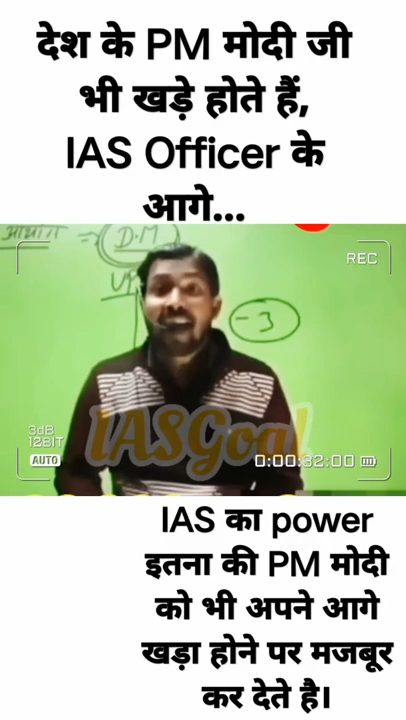 देश के PM मोदी जी
भी खड़े होते हैं,
IAS Officer के
आगे...
D.M
REC
- 3
3dB
12BIT
IASGoal
AUTO
0:00:32:00
IAS का power
इतना की PM मोदी
को भी अपने आगे
खड़ा होने पर मजबूर
कर देते है।